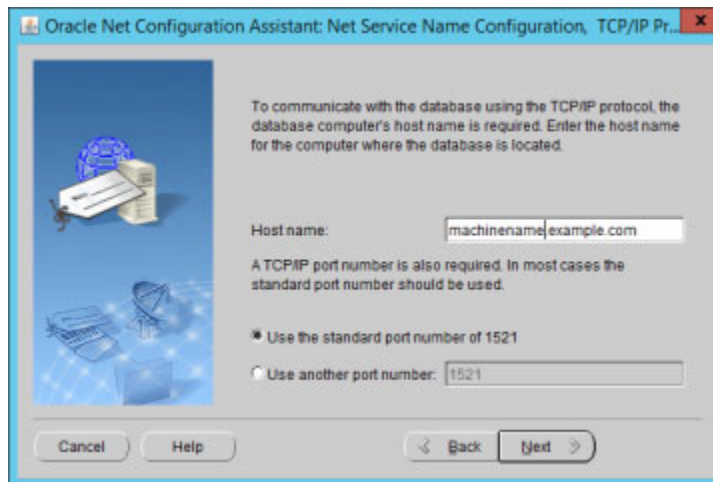 Oracle Net Configuration Assistant: Net Service Name Configuration, TCP/IP Pr...
To communicate with the database using the TCP/IP protocol, the
database computer's host name is required. Enter the host name
for the computer where the database is located.
Host name:
machinename.example.com
A TCP/IP port number is also required. In most cases the
standard port number should be used.
Use the standard port number of 1521
Use another port number:
1521
Cancel
Help
Back
Next